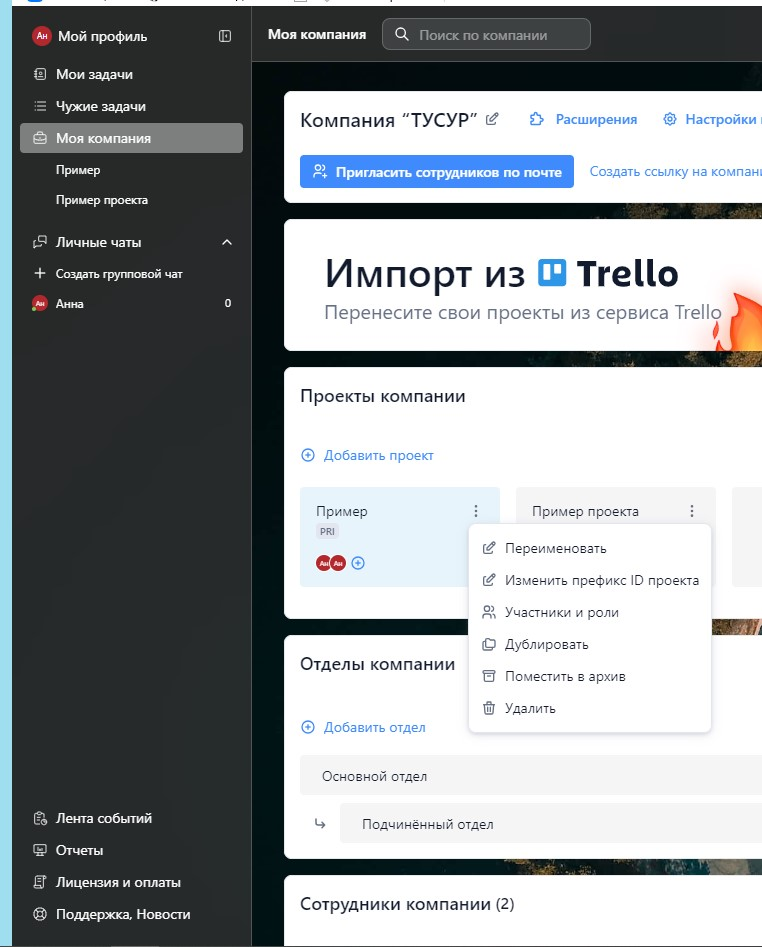 Ан Мой профиль
Мои задачи
Чужие задачи
Моя компания
Пример
Пример проекта
Личные чаты
Создать групповой чат
Ан Анна 0
Лента событий
Отчеты
Лицензия и оплаты
Поддержка, Новости
Моя компания
Поиск по компании
Компания “ТУСУР”
Расширения
Настройки
Пригласить сотрудников по почте
Создать ссылку на компани
Импорт из Trello
Перенесите свои проекты из сервиса Trello
Проекты компании
Добавить проект
Пример
PRI
Ан Ан
Пример проекта
Переименовать
Изменить префикс ID проекта
Участники и роли
Дублировать
Поместить в архив
Удалить
Отделы компании
Добавить отдел
Основной отдел
Подчинённый отдел
Сотрудники компании (2)